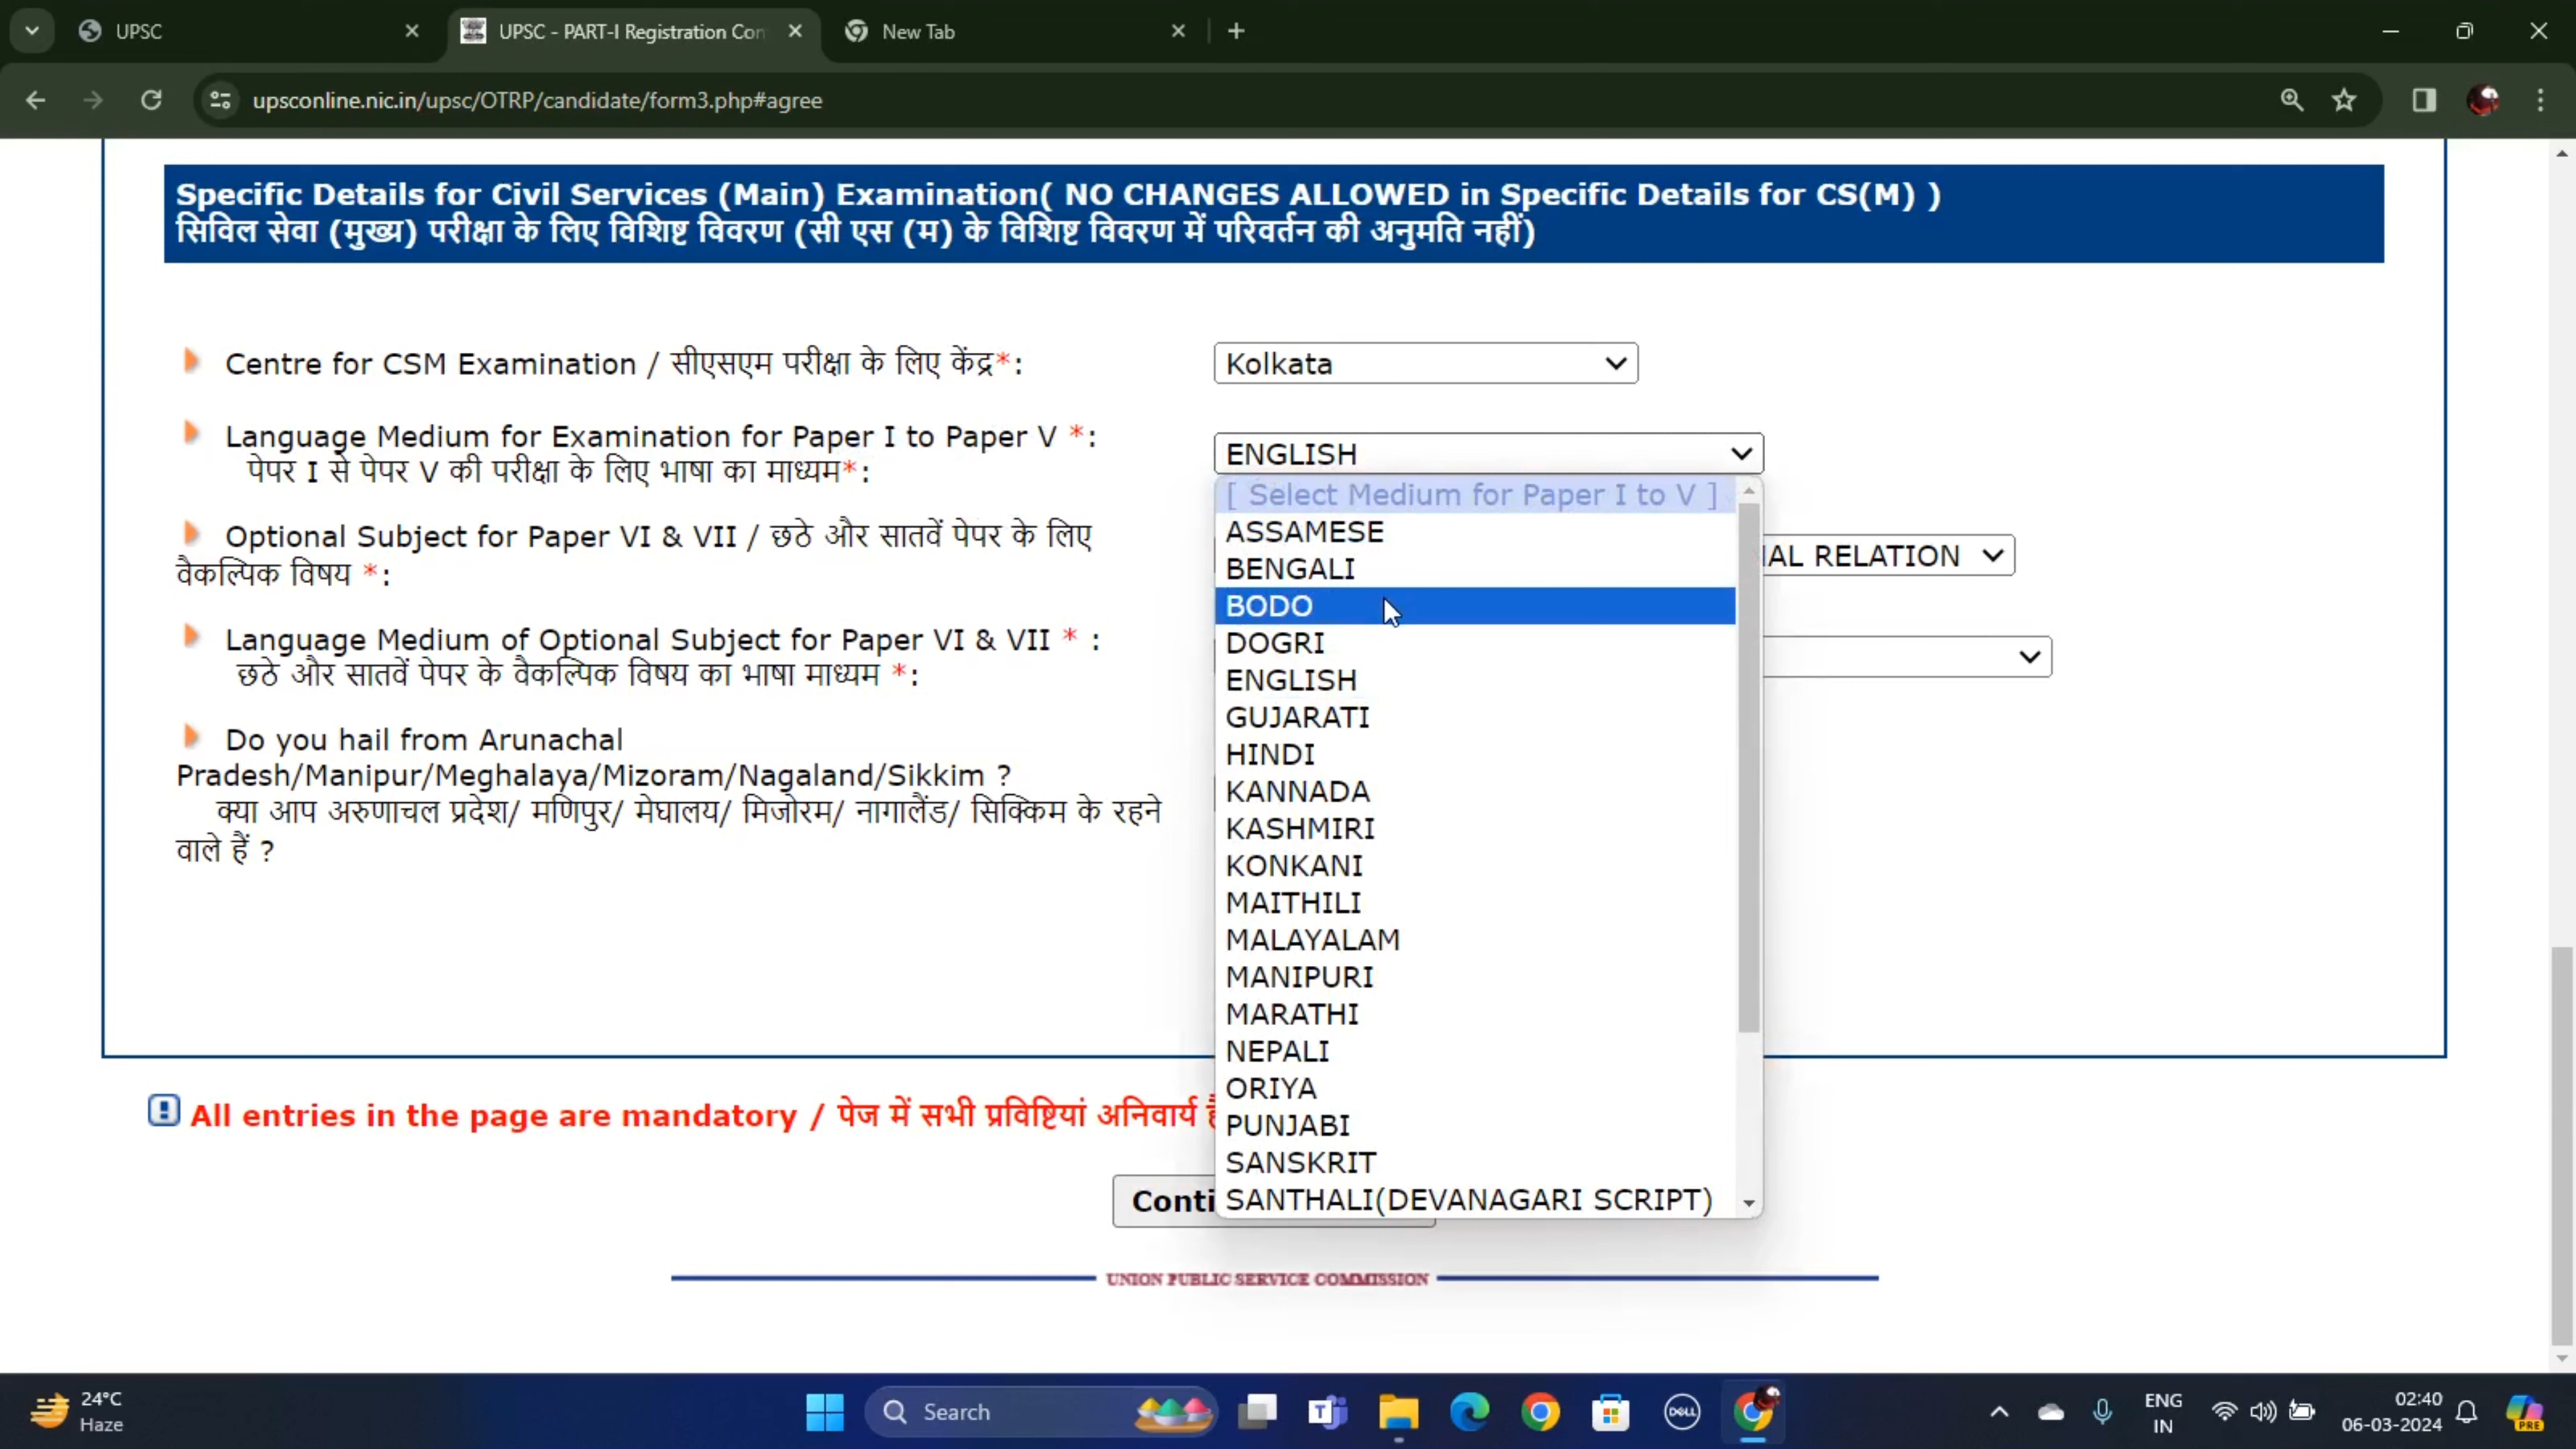 UPSC
UPSC - PART-I Registration Con
New Tab
upsconline.nic.in/upsc/OTRP/candidate/form3.php#agree
Specific Details for Civil Services (Main) Examination( NO CHANGES ALLOWED in Specific Details for CS(M) )
सिविल सेवा (मुख्य) परीक्षा के लिए विशिष्ट विवरण (सी एस (म) के विशिष्ट विवरण में परिवर्तन की अनुमति नहीं)
Centre for CSM Examination / सीएसएम परीक्षा के लिए केंद्र*:
Kolkata
Language Medium for Examination for Paper I to Paper V *:
पेपर I से पेपर V की परीक्षा के लिए भाषा का माध्यम*:
ENGLISH
[ Select Medium for Paper I to V ]
ASSAMESE
BENGALI
BODO
DOGRI
ENGLISH
GUJARATI
HINDI
KANNADA
KASHMIRI
KONKANI
MAITHILI
MALAYALAM
MANIPURI
MARATHI
NEPALI
ORIYA
PUNJABI
SANSKRIT
SANTHALI(DEVANAGARI SCRIPT)
Optional Subject for Paper VI & VII / छठे और सातवें पेपर के लिए
वैकल्पिक विषय *:
AL RELATION
Language Medium of Optional Subject for Paper VI & VII * :
छठे और सातवें पेपर के वैकल्पिक विषय का भाषा माध्यम *:
Do you hail from Arunachal
Pradesh/Manipur/Meghalaya/Mizoram/Nagaland/Sikkim ?
क्या आप अरुणाचल प्रदेश/ मणिपुर/ मेघालय/ मिजोरम/ नागालैंड/ सिक्किम के रहने
वाले हैं ?
All entries in the page are mandatory / पेज में सभी प्रविष्टियां अनिवार्य
Conti
UNION PUBLIC SERVICE COMMISSION
24°C
Haze
Search
DELL
PRE
ENG
IN
02:40
06-03-2024